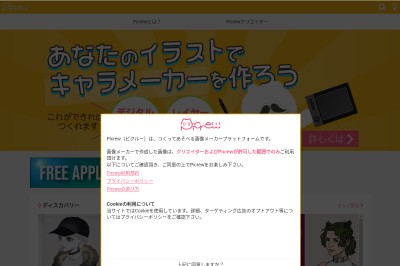 Picrewとは？
Picrewクリエイター
あなたのイラストで
キャラメーカーを作ろう
デジタル
レイヤー
つくれます
詳しくは
FREE APP
ディスカバリー
Picrew
Picrew（ピクルー）は、つくってあそべる画像メーカープラットフォームです。
画像メーカーで作成した画像は、クリエイターおよびPicrewが許可した範囲でのみご利用
頂けます。
以下についてご確認頂き、ご同意の上でPicrewをお楽しみ下さい。
Picrew利用規約
プライバシーポリシー
Picrewの遊び方
Cookieの利用について
当サイトではCookieを使用しています。詳細、ターゲティング広告のオプトアウト等につ
いてはプライバシーポリシーをご確認下さい。
上記に同意しますか？